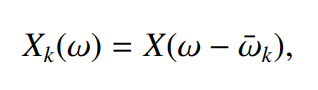 X_k(ω) = X(ω − ω̄_k),